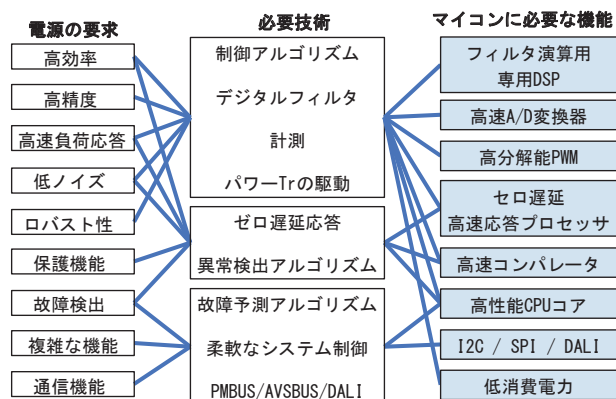 電源の要求
高効率
高精度
高速負荷応答
低ノイズ
ロバスト性
保護機能
故障検出
複雑な機能
通信機能
必要技術
制御アルゴリズム
デジタルフィルタ
計測
パワーTrの駆動
ゼロ遅延応答
異常検出アルゴリズム
故障予測アルゴリズム
柔軟なシステム制御
PMBUS/AVSBUS/DALI
マイコンに必要な機能
フィルタ演算用
専用DSP
高速A/D変換器
高分解能PWM
セロ遅延
高速応答プロセッサ
高速コンパレータ
高性能CPUコア
I2C / SPI / DALI
低消費電力